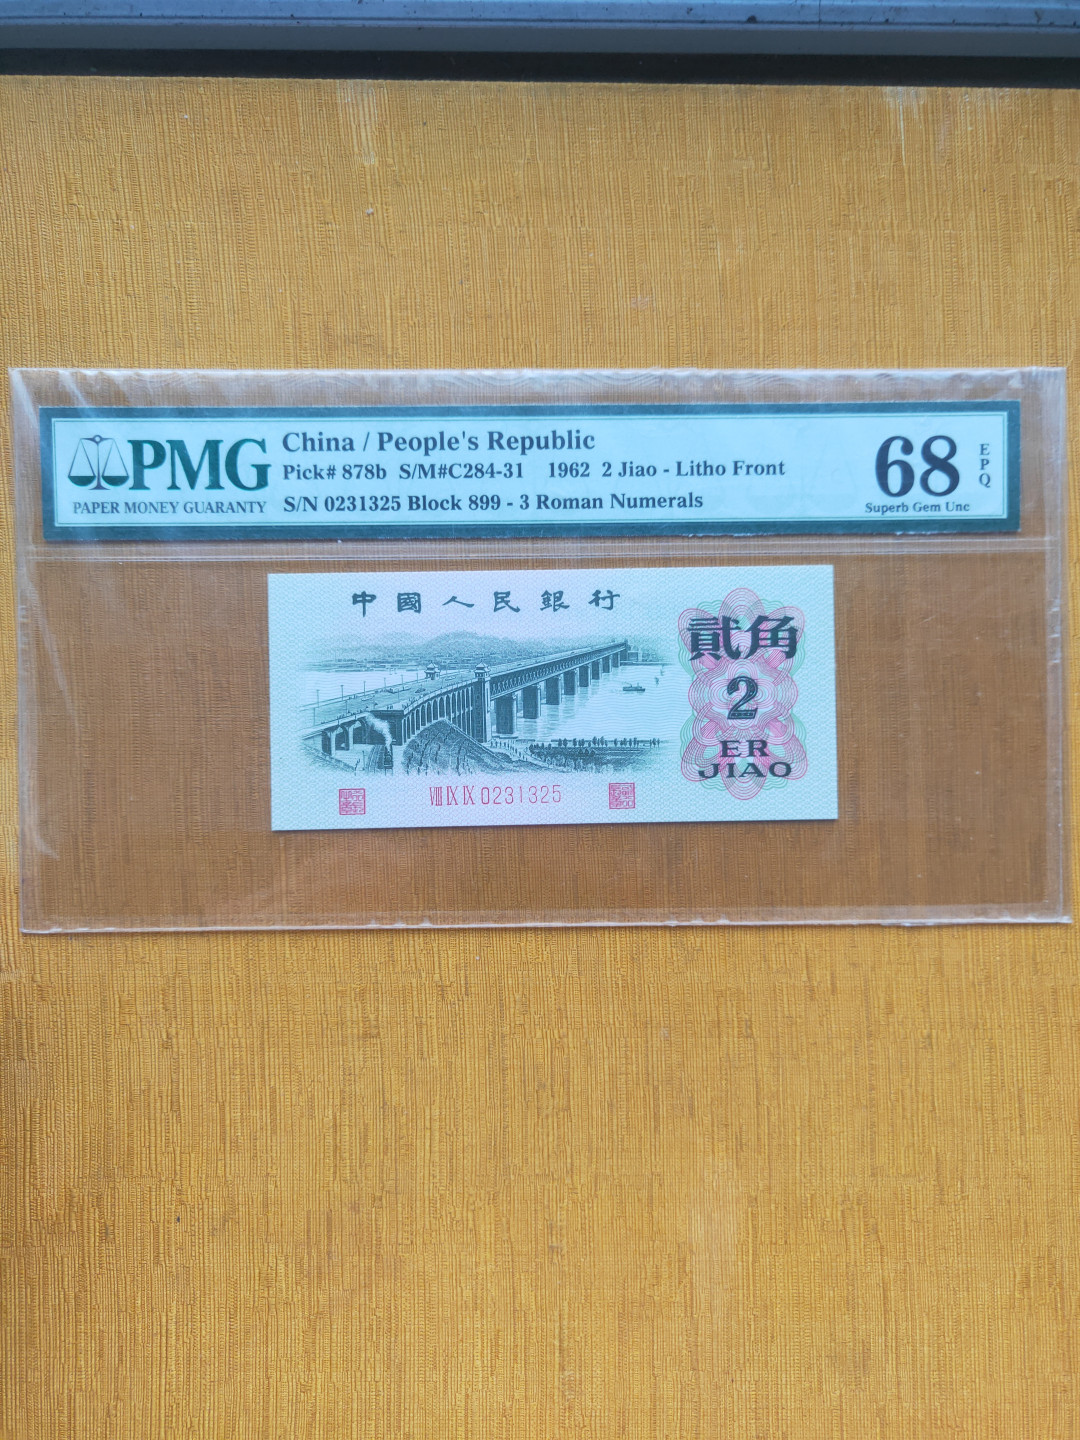 PMG
PAPER MONEY GUARANTY
China / People's Republic
Pick# 878b S/M#C284-31 1962 2 Jiao - Litho Front
S/N 0231325 Block 899 - 3 Roman Numerals
68
EPQ
Superb Gem Unc
中國人民銀行
貳角
2
ER
JIAO
VIII IX IX 0231325